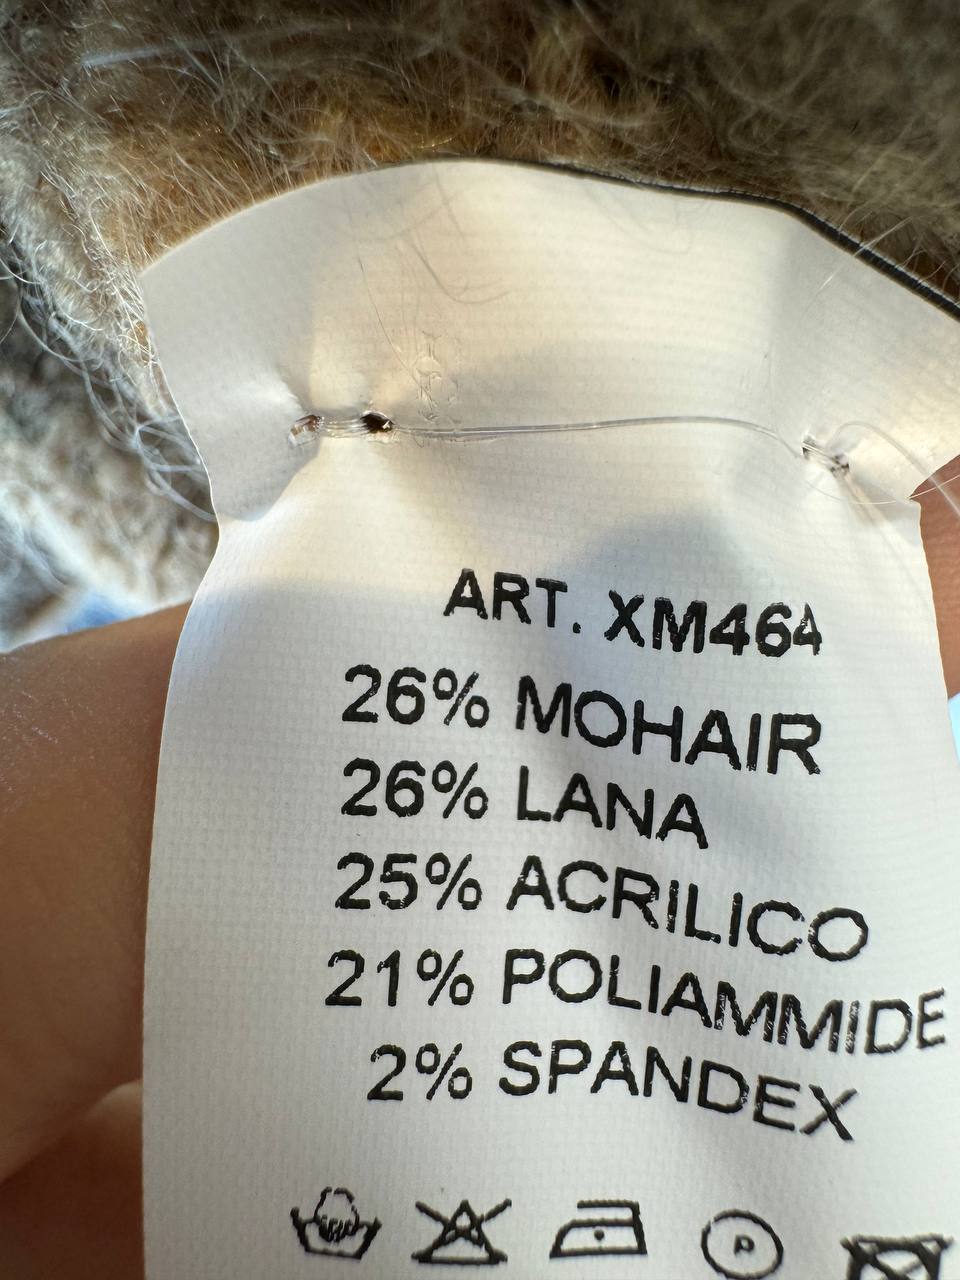 ART. XM464
26% MOHAIR
26% LANA
25% ACRILICO
21% POLIAMMIDE
2% SPANDEX
P